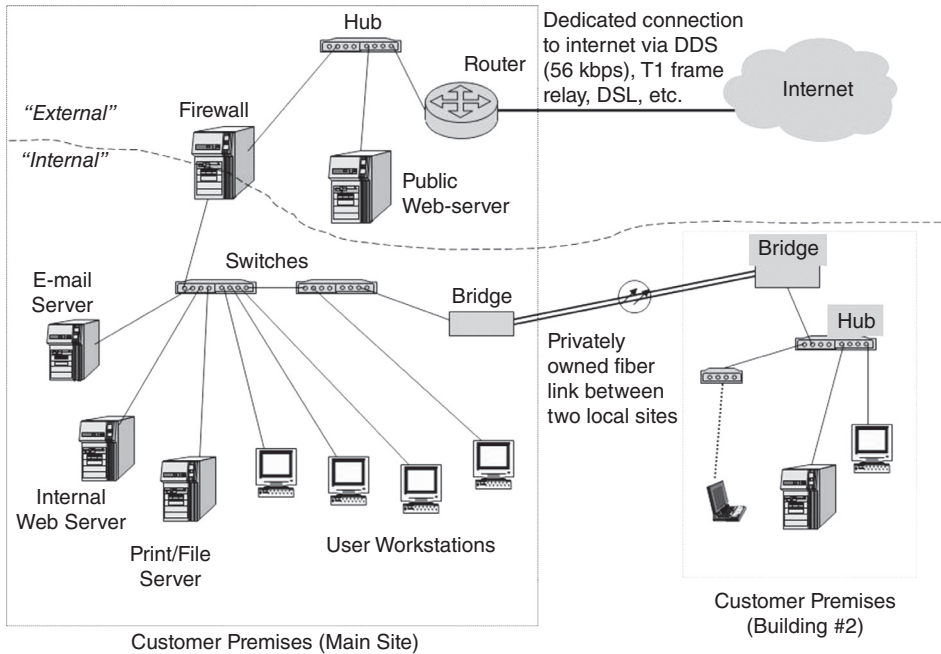 Hub
Dedicated connection
to internet via DDS
(56 kbps), T1 frame
relay, DSL, etc.
Router
Internet
"External"
Firewall
"Internal"
Public
Web-server
Switches
Bridge
E-mail
Server
Bridge
Hub
Privately
owned fiber
link between
two local sites
Internal
Web Server
Print/File
Server
User Workstations
Customer Premises
(Building #2)
Customer Premises (Main Site)